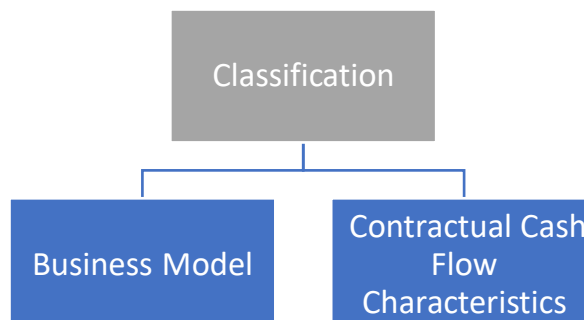 Classification
Business Model
Contractual Cash
Flow
Characteristics